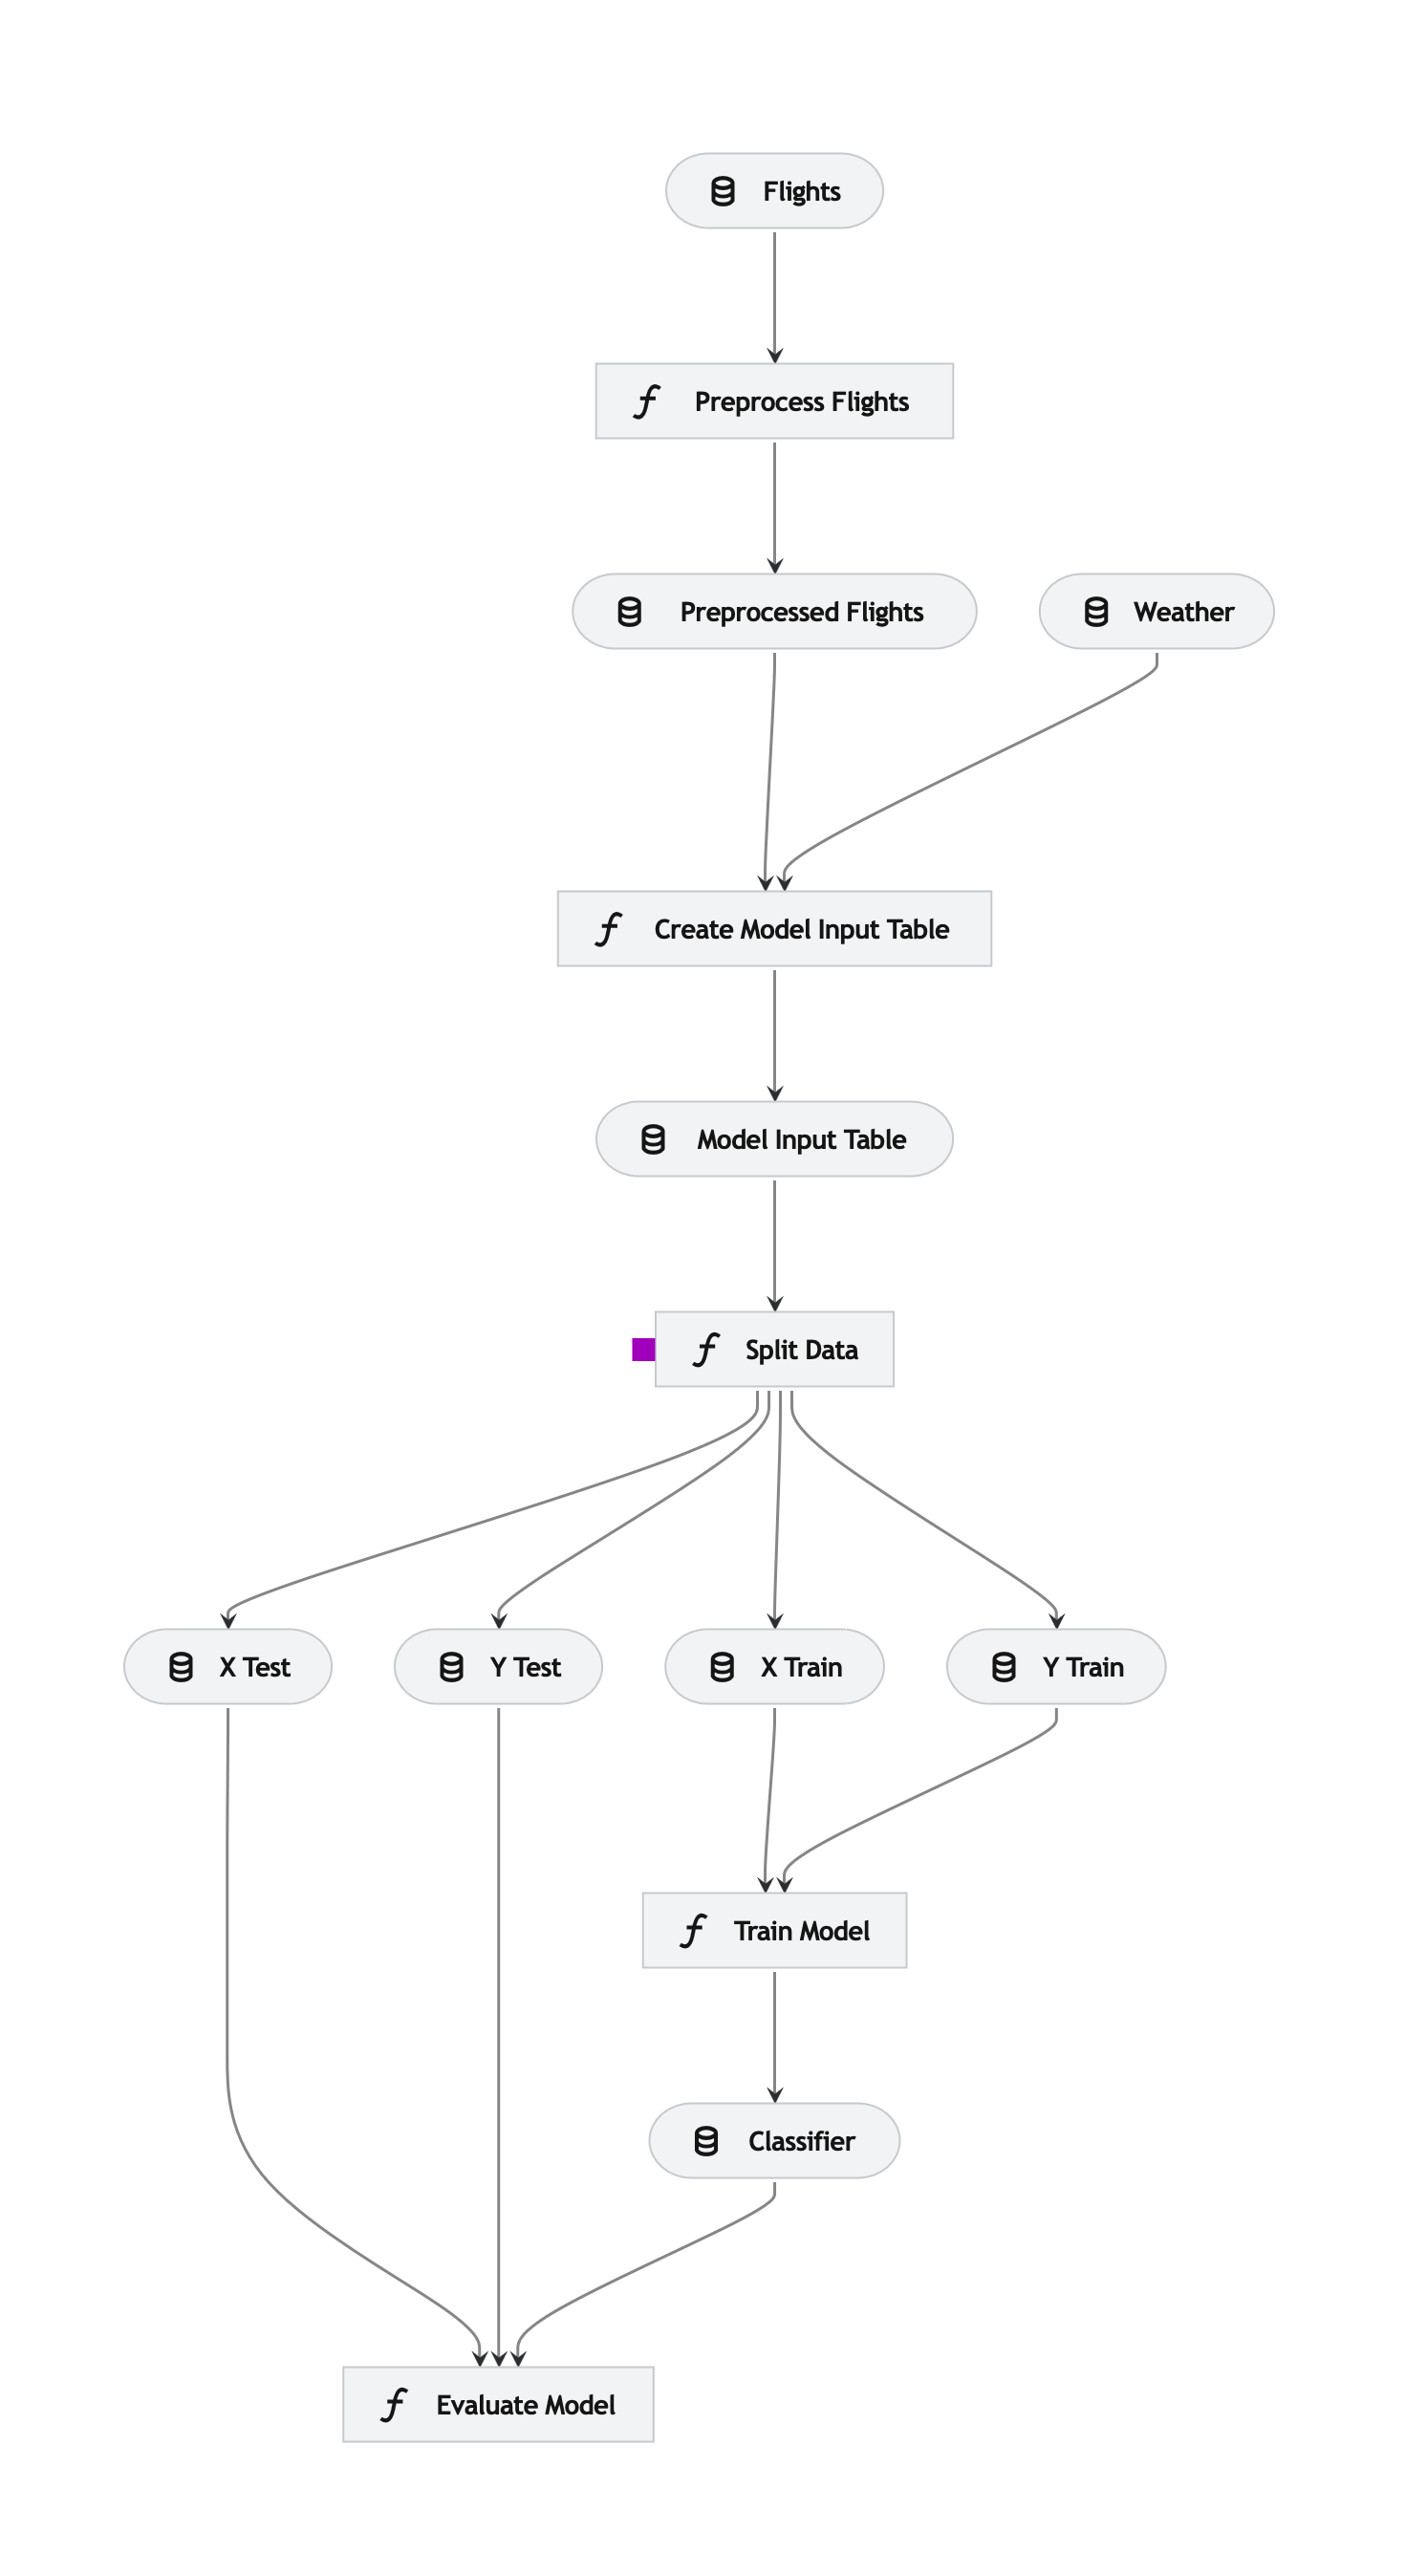 Flights
Preprocess Flights
Preprocessed Flights
Weather
Create Model Input Table
Model Input Table
Split Data
X Test
Y Test
X Train
Y Train
Train Model
Classifier
Evaluate Model